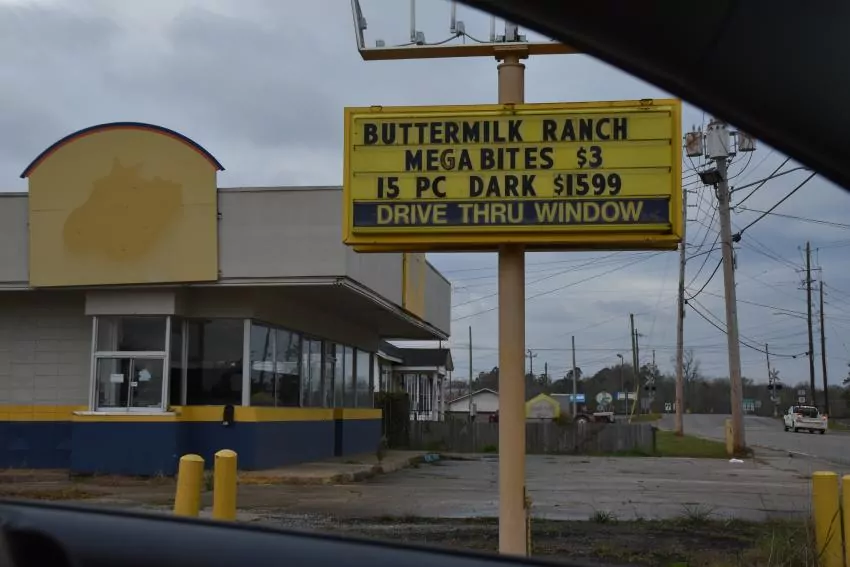 BUTTERMILK RANCH
MEGA BITES $3
15 PC DARK $1599
DRIVE THRU WINDOW